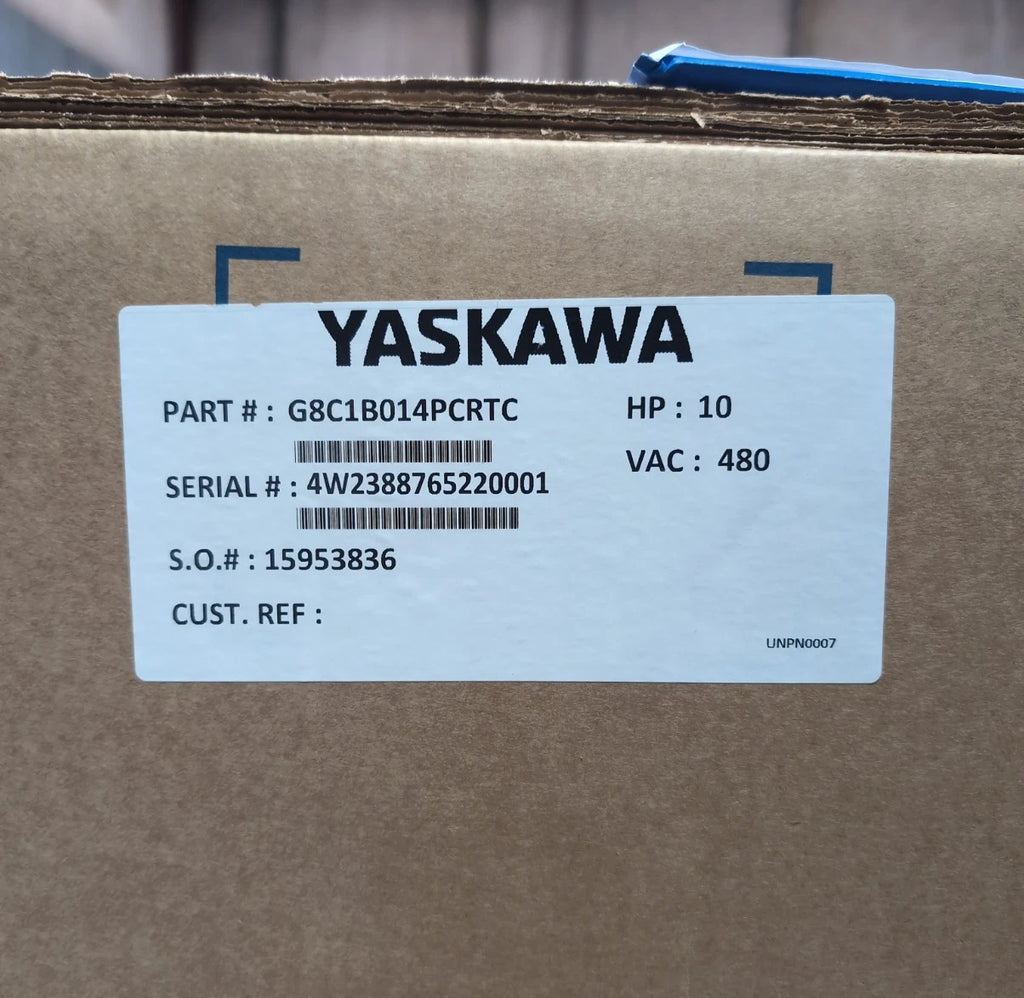 YASKAWA
PART # : G8C1B014PCRTC
HP : 10
VAC : 480
SERIAL # : 4W2388765220001
S.O.# : 15953836
CUST. REF :
UNPN0007